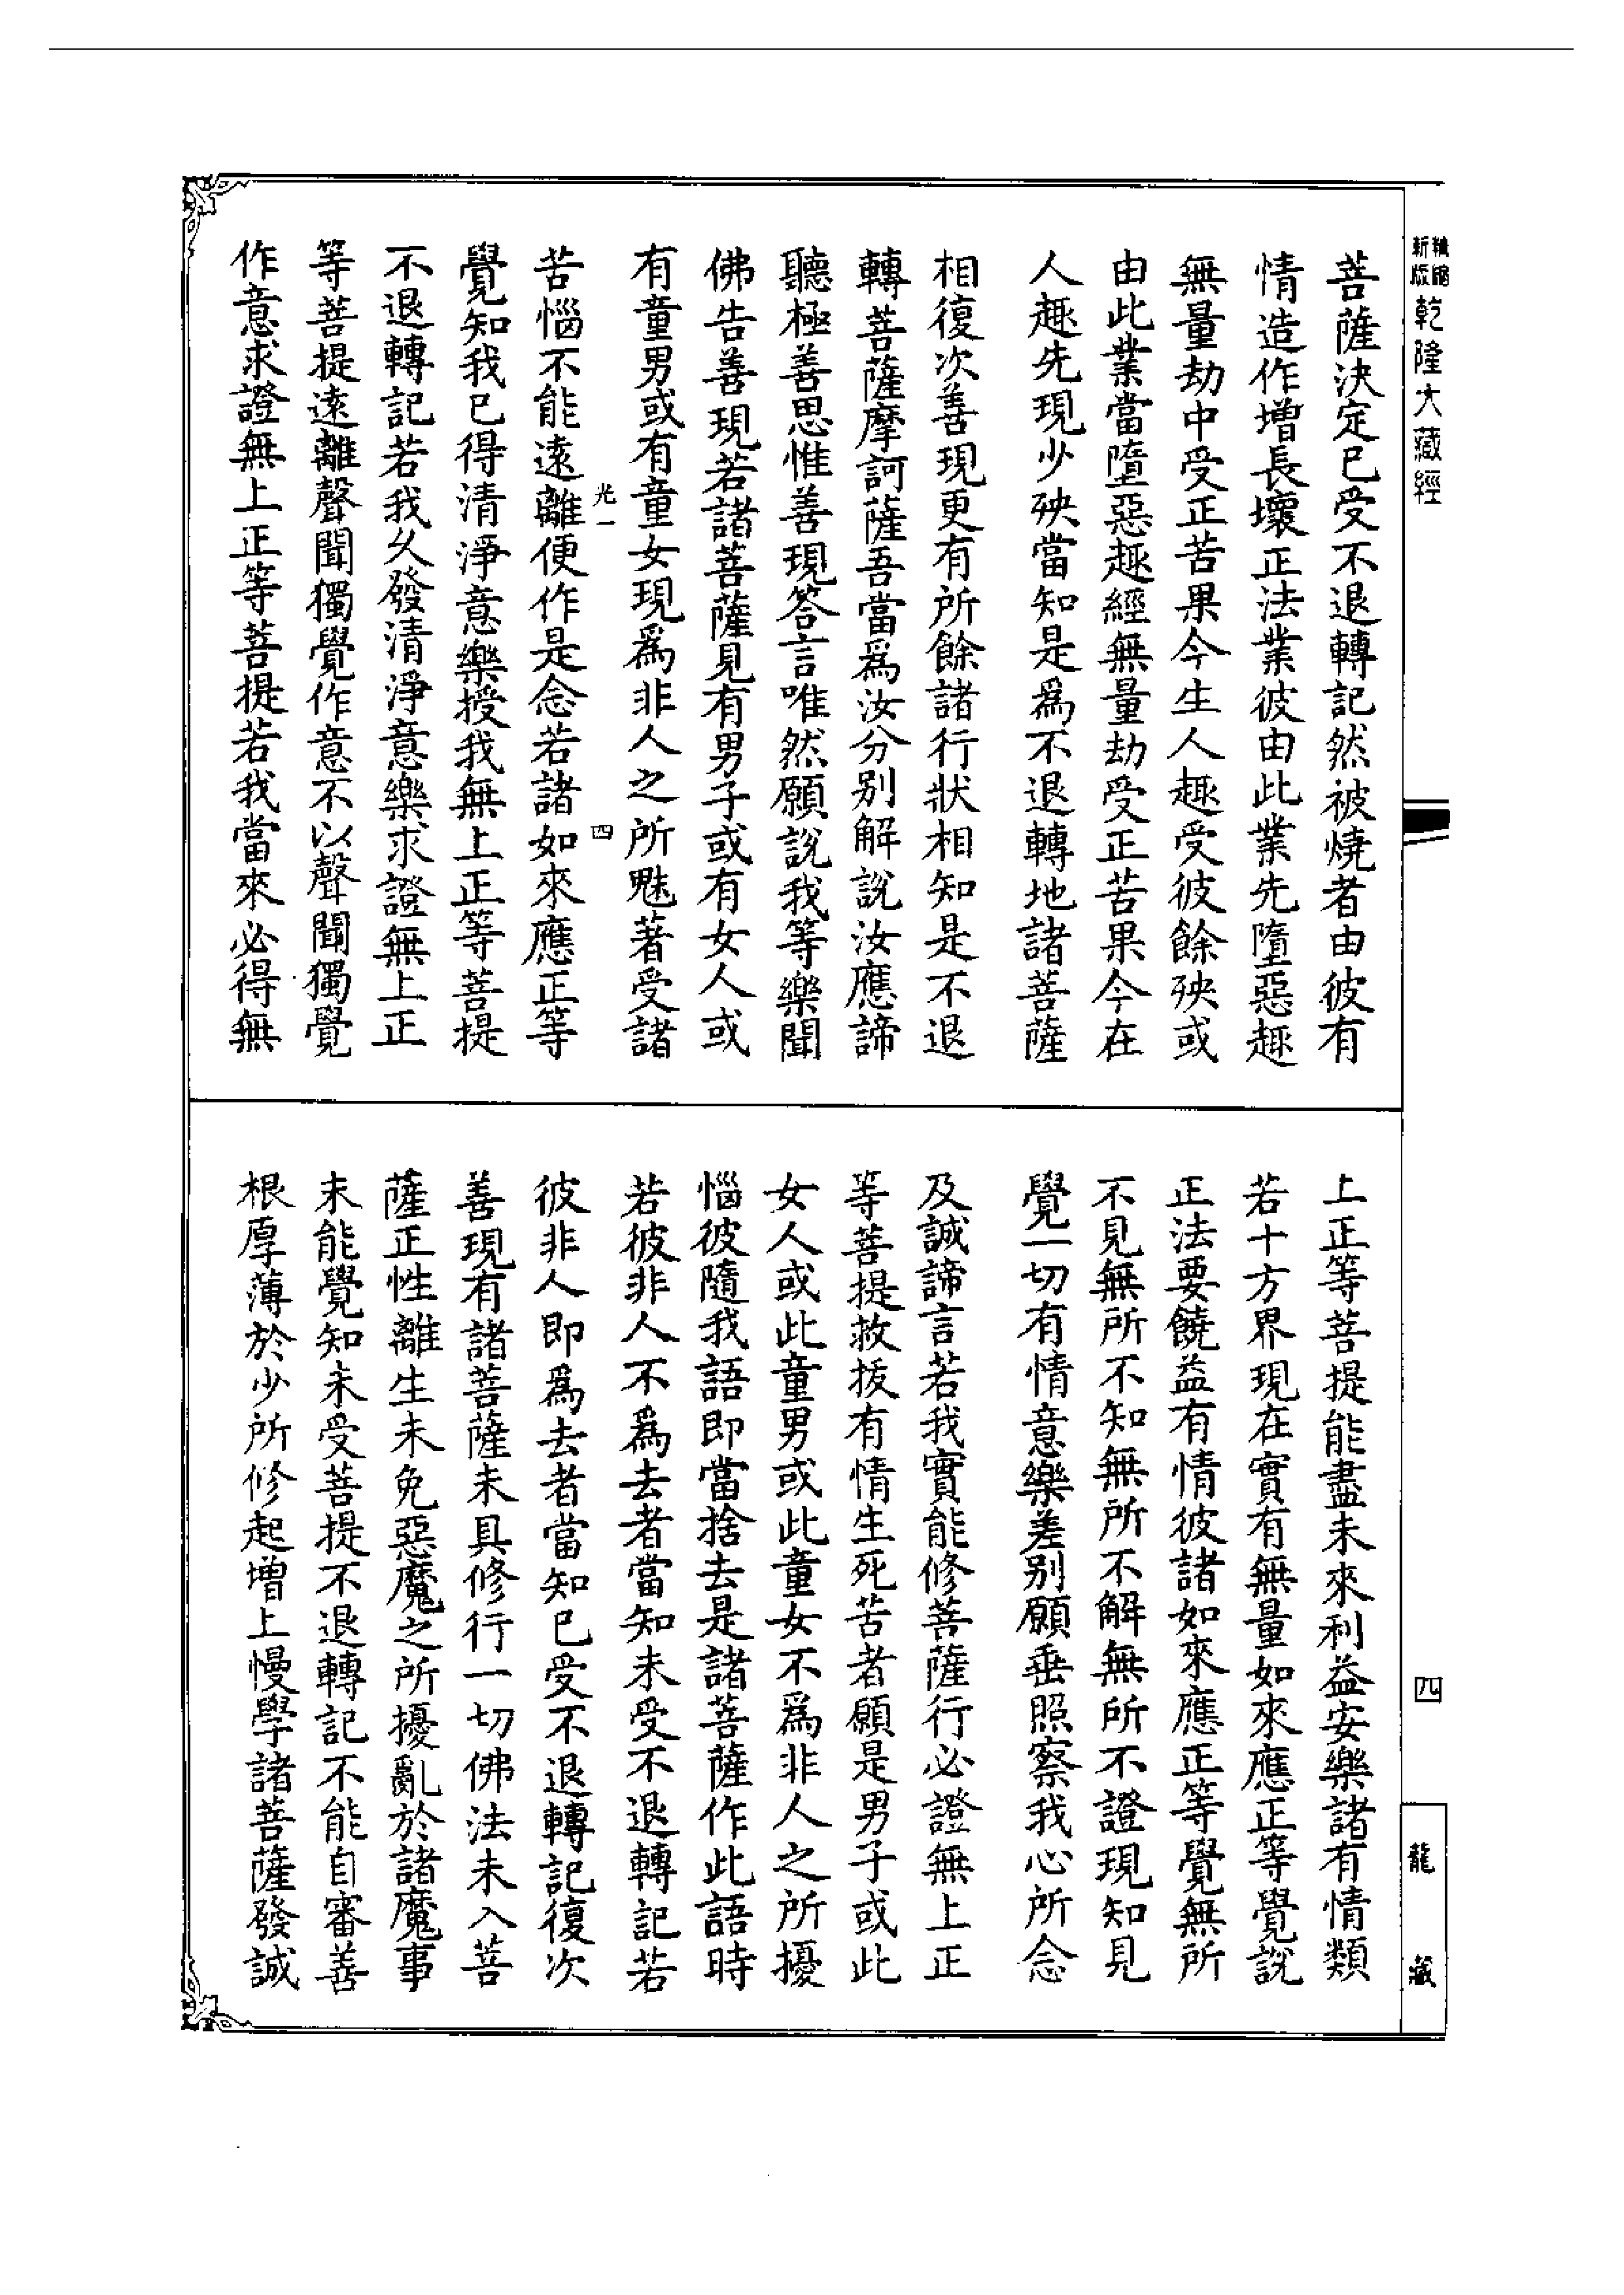 新縮
版縮
乾隆大藏經
菩薩決定已受不退轉記然被燒者由彼有
情造作增長壞正法業彼由此業先墮惡趣
無量劫中受正苦果今生人趣受彼餘殃或
由此業當墮惡趣經無量劫受正苦果今在
人趣先現少殃當知是爲不退轉地諸菩薩
相復次善現更有所餘諸行狀相知是不退
轉菩薩摩訶薩吾當爲汝分别解說汝應諦
聽極善思惟善現答言唯然願說我等樂聞
佛告善現若諸菩薩見有男子或有女人或
有童男或有童女現爲非人之所魅著受諸
光一
四
苦惱不能遠離便作是念若諸如來應正等
覺知我已得清淨意樂授我無上正等菩提
不退轉記若我久發清淨意樂求證無上正
等菩提遠離聲聞獨覺作意不以聲聞獨覺
作意求證無上正等菩提若我當來必得無
上正等菩提能盡未來利益安樂諸有情類
若十方界現在實有無量如來應正等覺說
正法要饒益有情彼諸如來應正等覺無所
不見無所不知無所不解無所不證現知見
覺一切有情意樂差别願垂照察我心所念
及誠諦言若我實能修菩薩行必證無上正
等菩提救拔有情生死苦者願是男子或此
女人或此童男或此童女不爲非人之所擾
惱彼隨我語即當捨去是諸菩薩作此語時
若彼非人不爲去者當知未受不退轉記若
彼非人即爲去者當知已受不退轉記復次
善現有諸菩薩未具修行一切佛法未入菩
薩正性離生未免惡魔之所擾亂於諸魔事
未能覺知未受菩提不退轉記不能自審善
根厚薄於少所修起增上慢學諸菩薩發誠
四
龍藏